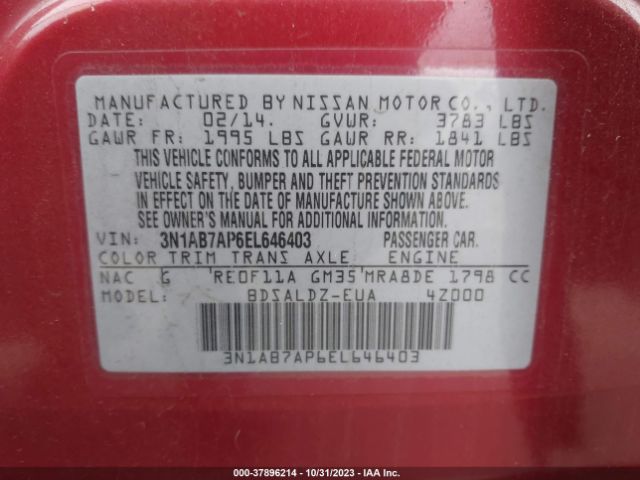 MANUFACTURED BY NISSAN MOTOR CO., LTD.
DATE: 02/14. GVWR: 3783 LBS
GAWR FR: 1995 LBS GAWR RR: 1841 LBS
THIS VEHICLE CONFORMS TO ALL APPLICABLE FEDERAL MOTOR
VEHICLE SAFETY, BUMPER AND THEFT PREVENTION STANDARDS
IN EFFECT ON THE DATE OF MANUFACTURE SHOWN ABOVE.
SEE OWNER'S MANUAL FOR ADDITIONAL INFORMATION.
VIN: 3N1AB7AP6EL646403 PASSENGER CAR.
COLOR TRIM TRANS AXLE ENGINE
NAC G RE0F11A GM35 MRA8DE 1798 CC
MODEL: BDSALDZ-EUA 4Z000
3N1AB7AP6EL646403
000-37896214 - 10/31/2023 - IAA Inc.